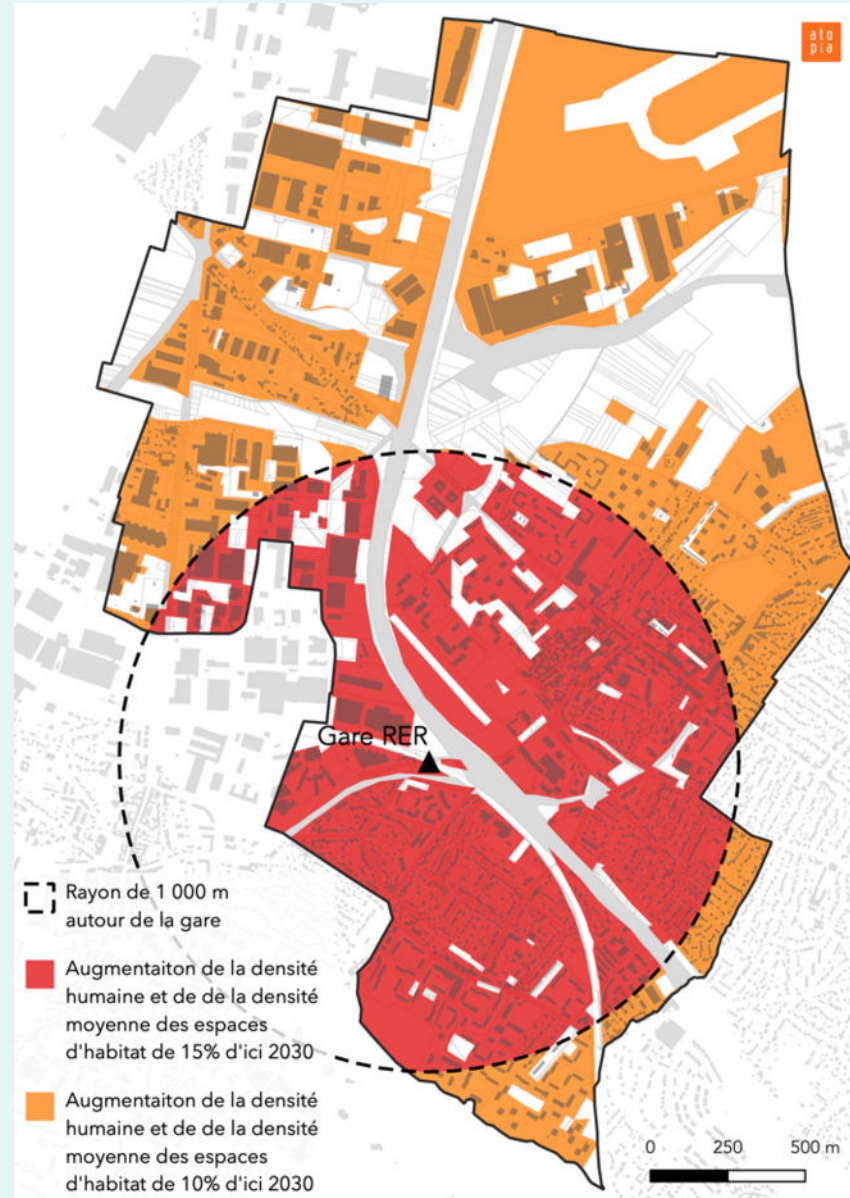 ato
pia
Gare RER
Rayon de 1 000 m
autour de la gare
Augmentaiton de la densité
humaine et de de la densité
moyenne des espaces
d'habitat de 15% d'ici 2030
Augmentaiton de la densité
humaine et de de la densité
moyenne des espaces
d'habitat de 10% d'ici 2030
0 250 500 m